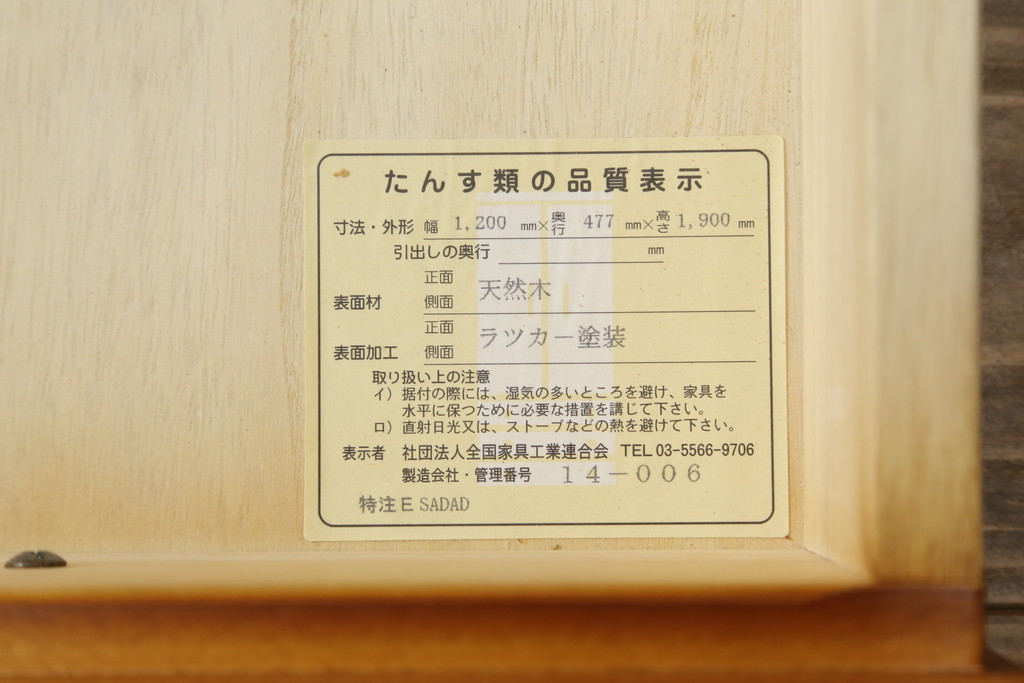 たんす類の品質表示
寸法・外形 幅 1,200 mm×奥行 477 mm×高さ 1,900 mm
引出しの奥行 mm
正面
表面材 側面 天然木
正面
表面加工 側面 ラツカー塗装
取り扱い上の注意
イ）据付の際には、湿気の多いところを避け、家具を
水平に保つために必要な措置を講じて下さい。
ロ）直射日光又は、ストーブなどの熱を避けて下さい。
表示者 社団法人全国家具工業連合会 TEL 03-5566-9706
製造会社・管理番号 14-006
特注E SADAD